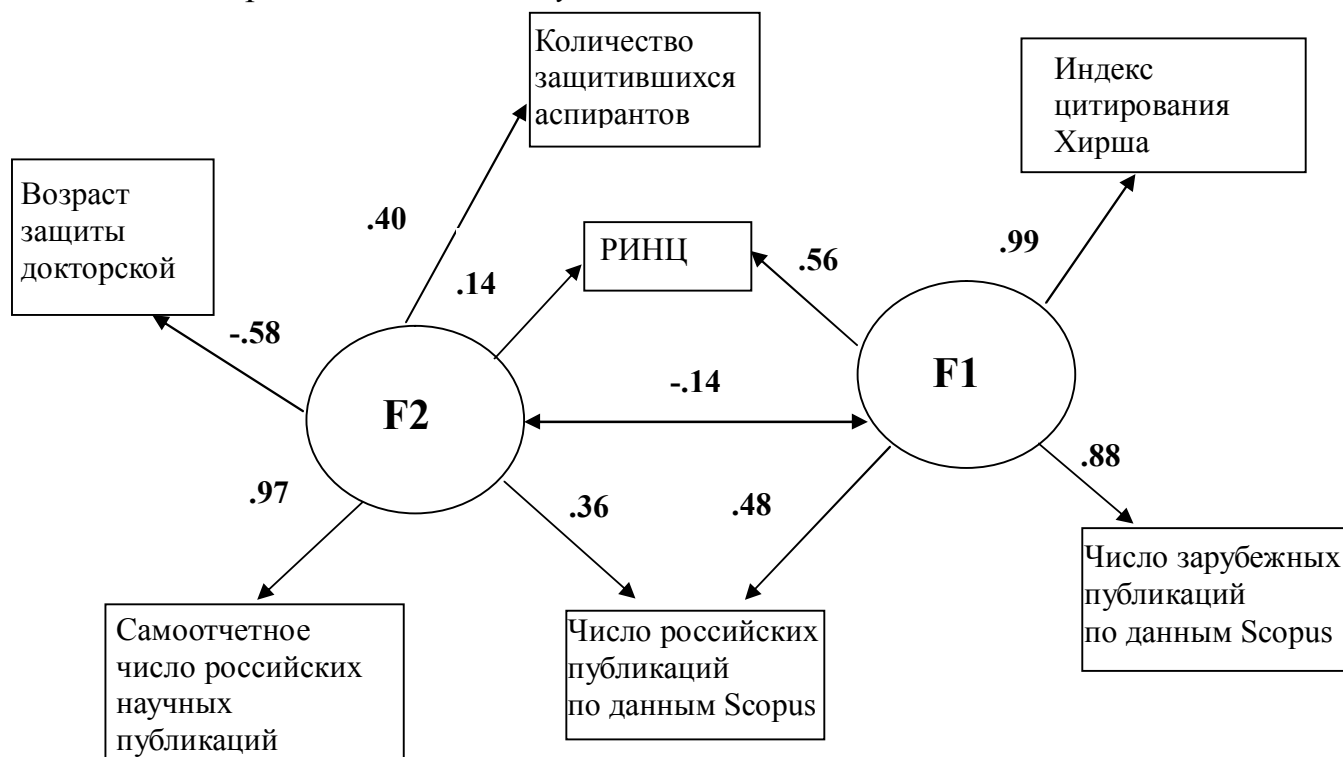 Количество
защитившихся
аспирантов
Индекс
цитирования
Хирша
Возраст
защиты
докторской
.40
РИНЦ
.99
.56
.14
-.58
F2
-.14
F1
.97
.36
.48
.88
Самоотчетное
число российских
научных
публикаций
Число российских
публикаций
по данным Scopus
Число зарубежных
публикаций
по данным Scopus